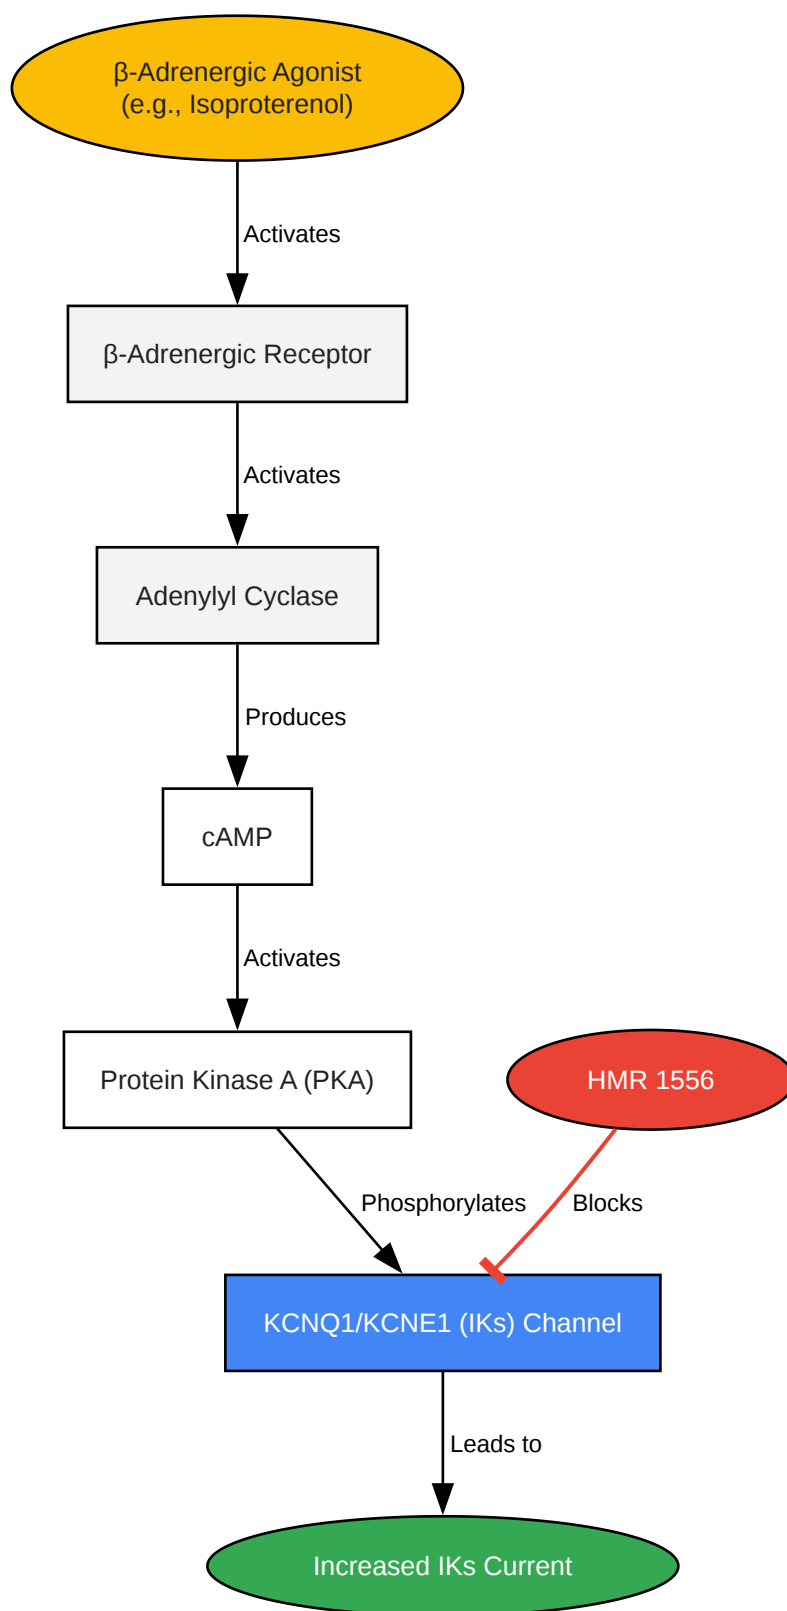 β-Adrenergic Agonist
(e.g., Isoproterenol)
Activates
β-Adrenergic Receptor
Activates
Adenylyl Cyclase
Produces
cAMP
Activates
Protein Kinase A (PKA)
HMR 1556
Phosphorylates
Blocks
KCNQ1/KCNE1 (IKs) Channel
Leads to
Increased IKs Current